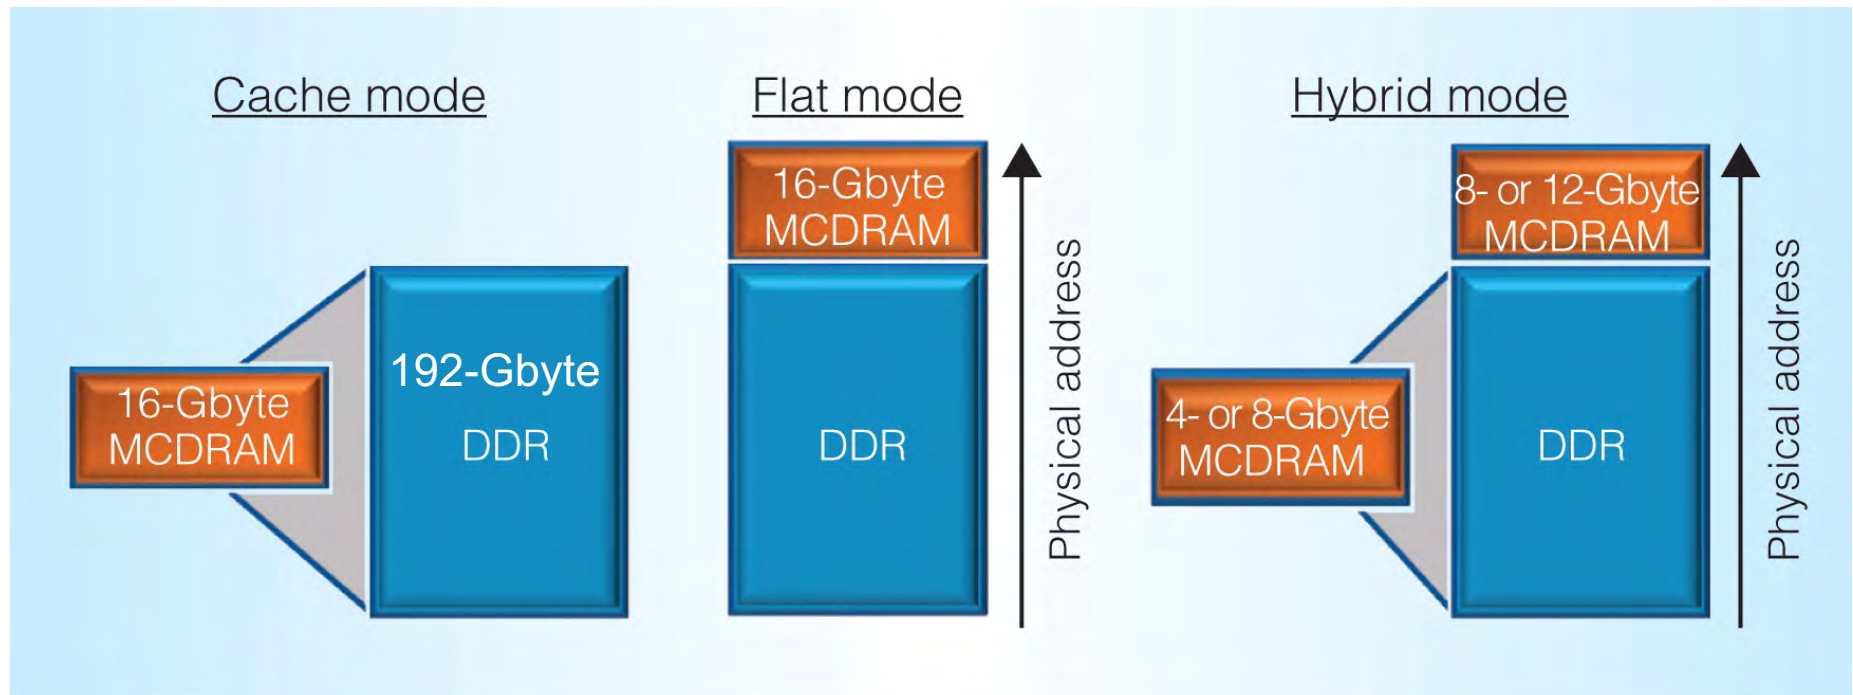 Cache mode
16-Gbyte
MCDRAM
192-Gbyte
DDR
Flat mode
16-Gbyte
MCDRAM
DDR
Physical address
Hybrid mode
8- or 12-Gbyte
MCDRAM
4- or 8-Gbyte
MCDRAM
DDR
Physical address